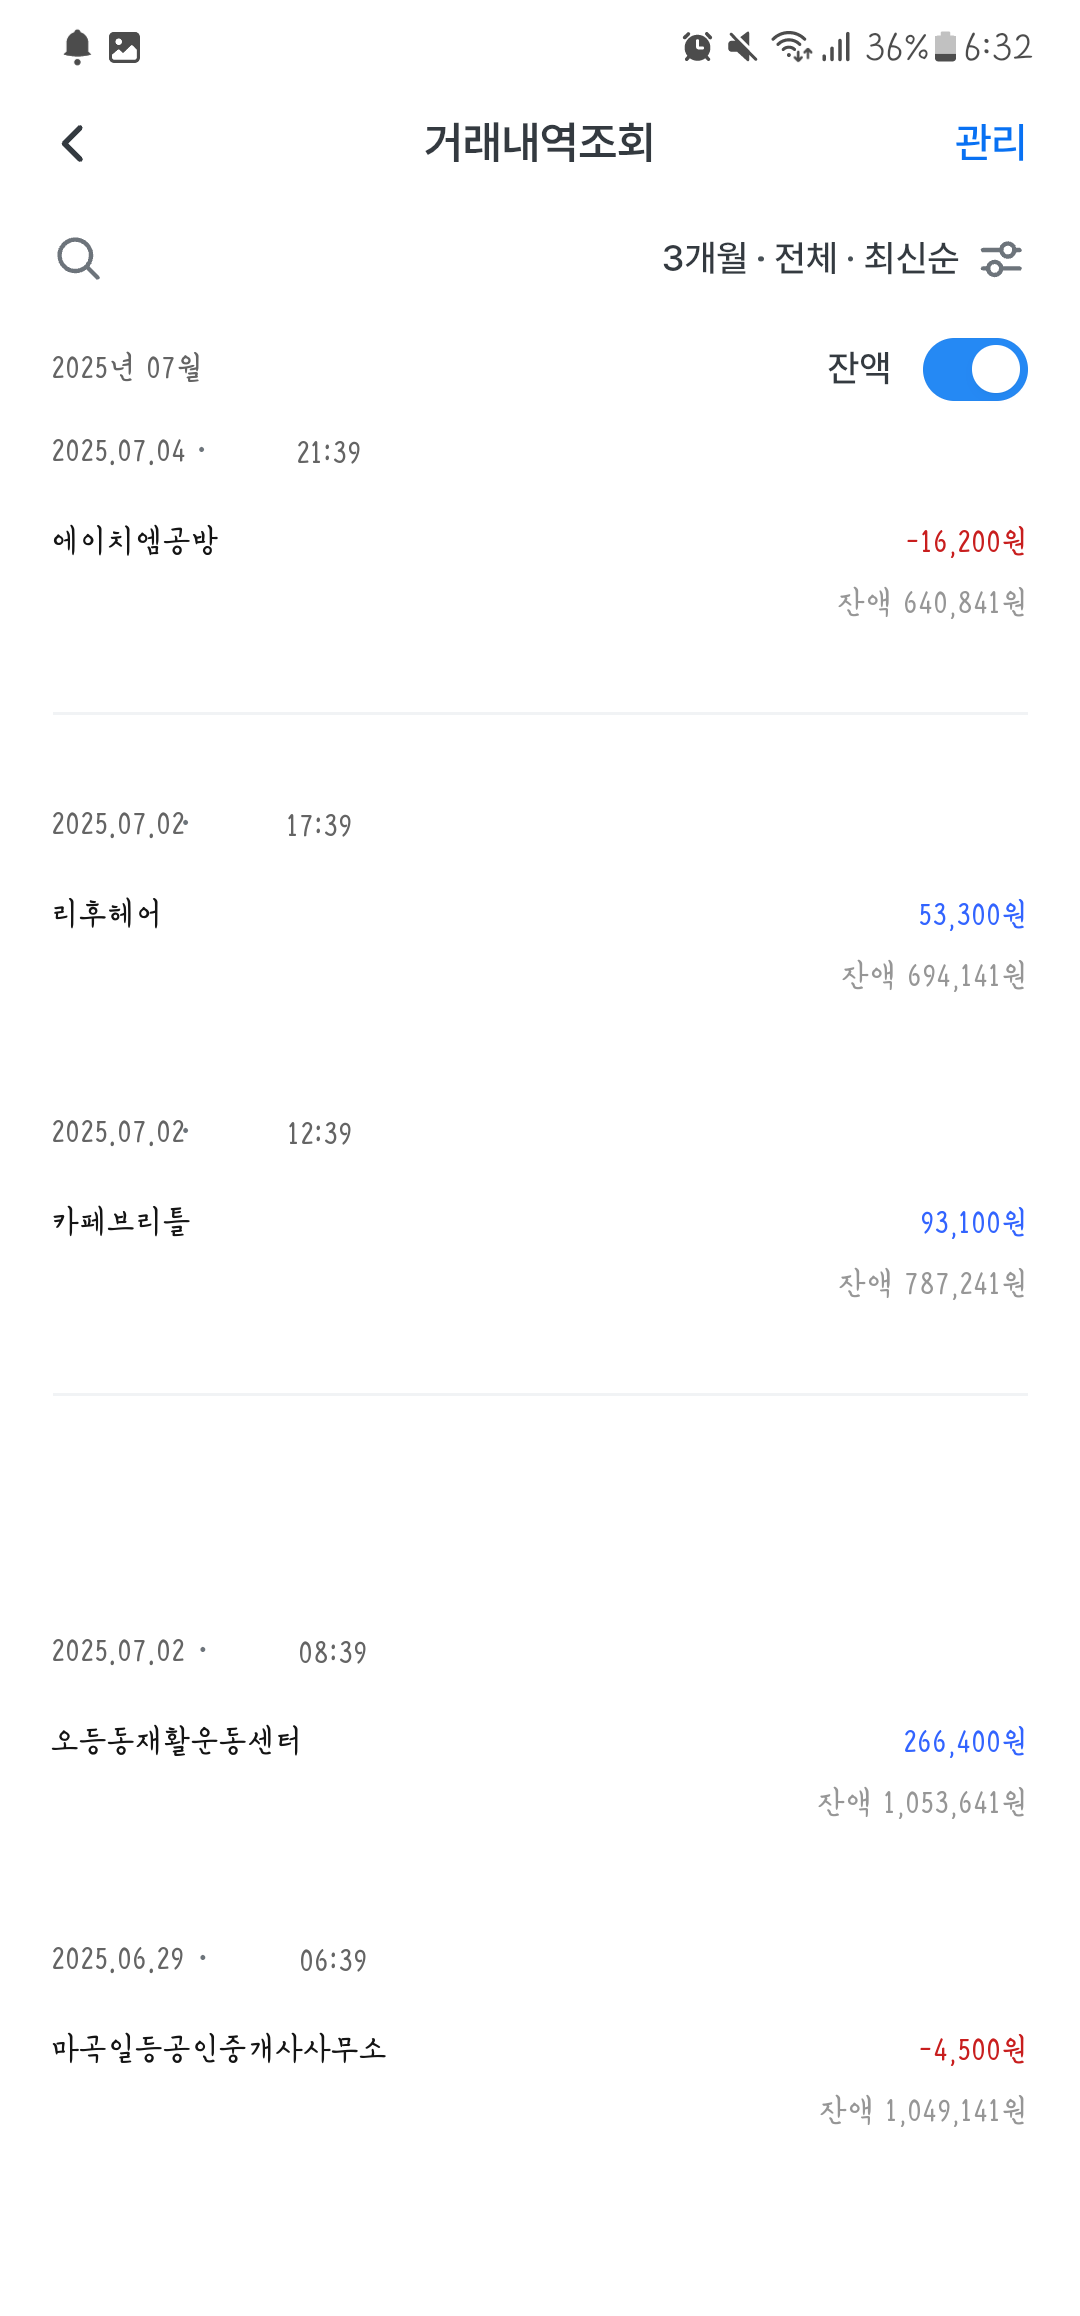 36% 6:32
거래내역조회 관리
3개월 · 전체 · 최신순
2025년 07월 잔액
2025.07.04 · 21:39
에이치엠공방 -16,200원
잔액 640,841원
2025.07.02· 17:39
리후헤어 53,300원
잔액 694,141원
2025.07.02· 12:39
카페브리틀 93,100원
잔액 787,241원
2025.07.02 · 08:39
오등동재활운동센터 266,400원
잔액 1,053,641원
2025.06.29 · 06:39
마곡일등공인중개사사무소 -4,500원
잔액 1,049,141원